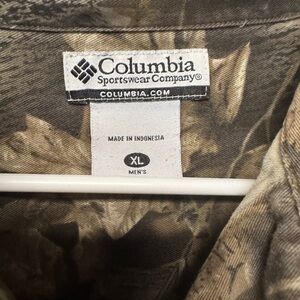 Columbia
Sportswear Company®
COLUMBIA.COM
MADE IN INDONESIA
XL
MEN'S